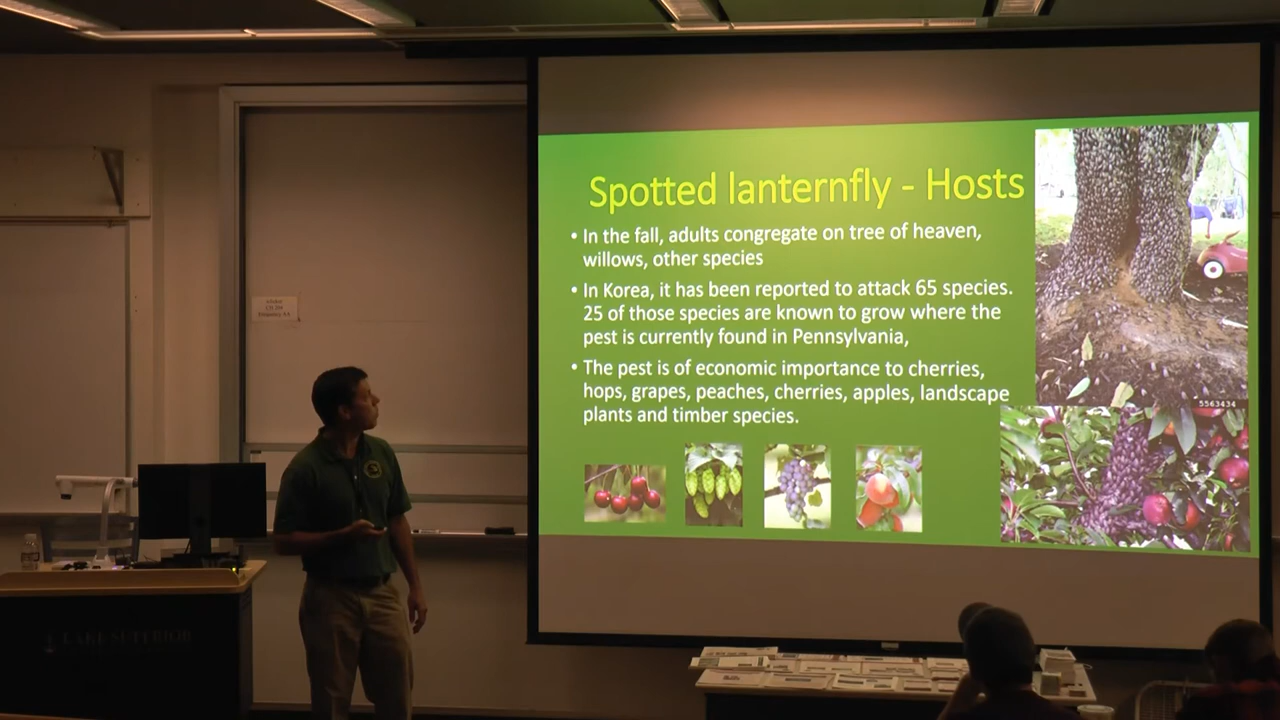 Spotted lanternfly - Hosts
• In the fall, adults congregate on tree of heaven,
willows, other species
• In Korea, it has been reported to attack 65 species.
25 of those species are known to grow where the
pest is currently found in Pennsylvania,
• The pest is of economic importance to cherries,
hops, grapes, peaches, cherries, apples, landscape
plants and timber species.
5563434
LAKE SUPERIOR